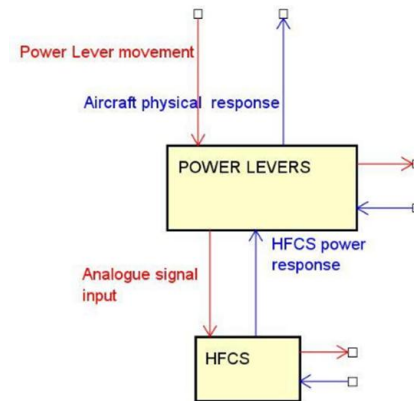 Power Lever movement
Aircraft physical response
POWER LEVERS
HFCS power
response
Analogue signal
input
HFCS